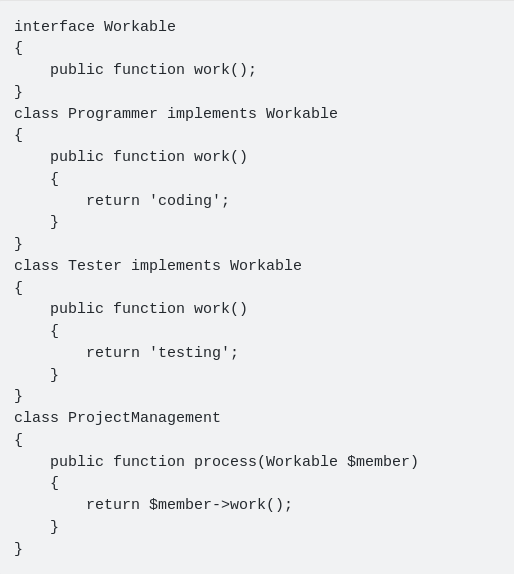 interface Workable
{
    public function work();
}
class Programmer implements Workable
{
    public function work()
    {
        return 'coding';
    }
}
class Tester implements Workable
{
    public function work()
    {
        return 'testing';
    }
}
class ProjectManagement
{
    public function process(Workable $member)
    {
        return $member->work();
    }
}